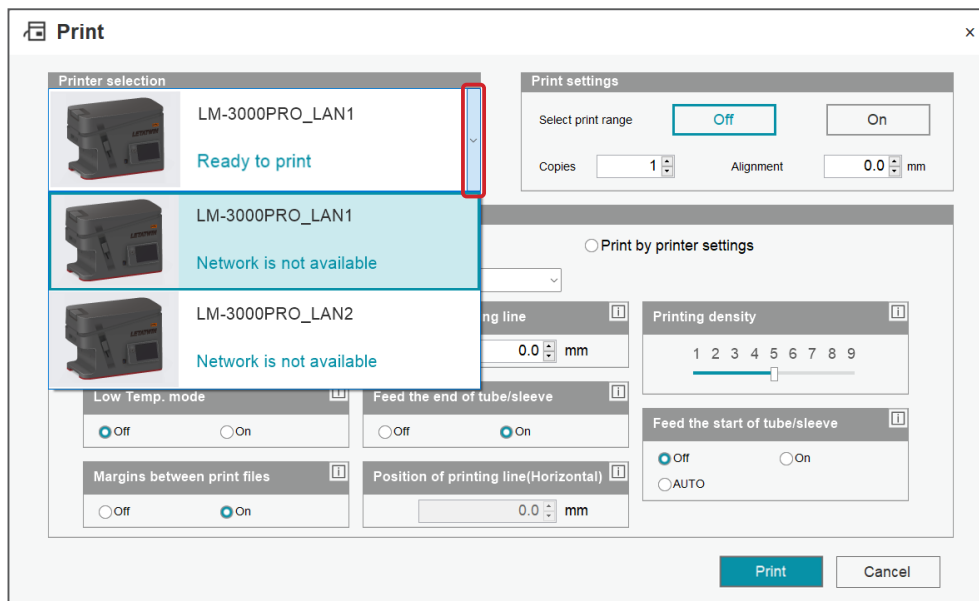 Print
×
Printer selection
LM-3000PRO_LAN1
Ready to print
LM-3000PRO_LAN1
Network is not available
LM-3000PRO_LAN2
Network is not available
Print settings
Select print range Off On
Copies 1 Alignment 0.0 mm
Print by printer settings
ng line
0.0 mm
Printing density
1 2 3 4 5 6 7 8 9
Low Temp. mode
Off On
Feed the end of tube/sleeve
Off On
Feed the start of tube/sleeve
Off On
AUTO
Margins between print files
Off On
Position of printing line(Horizontal)
0.0 mm
Print Cancel